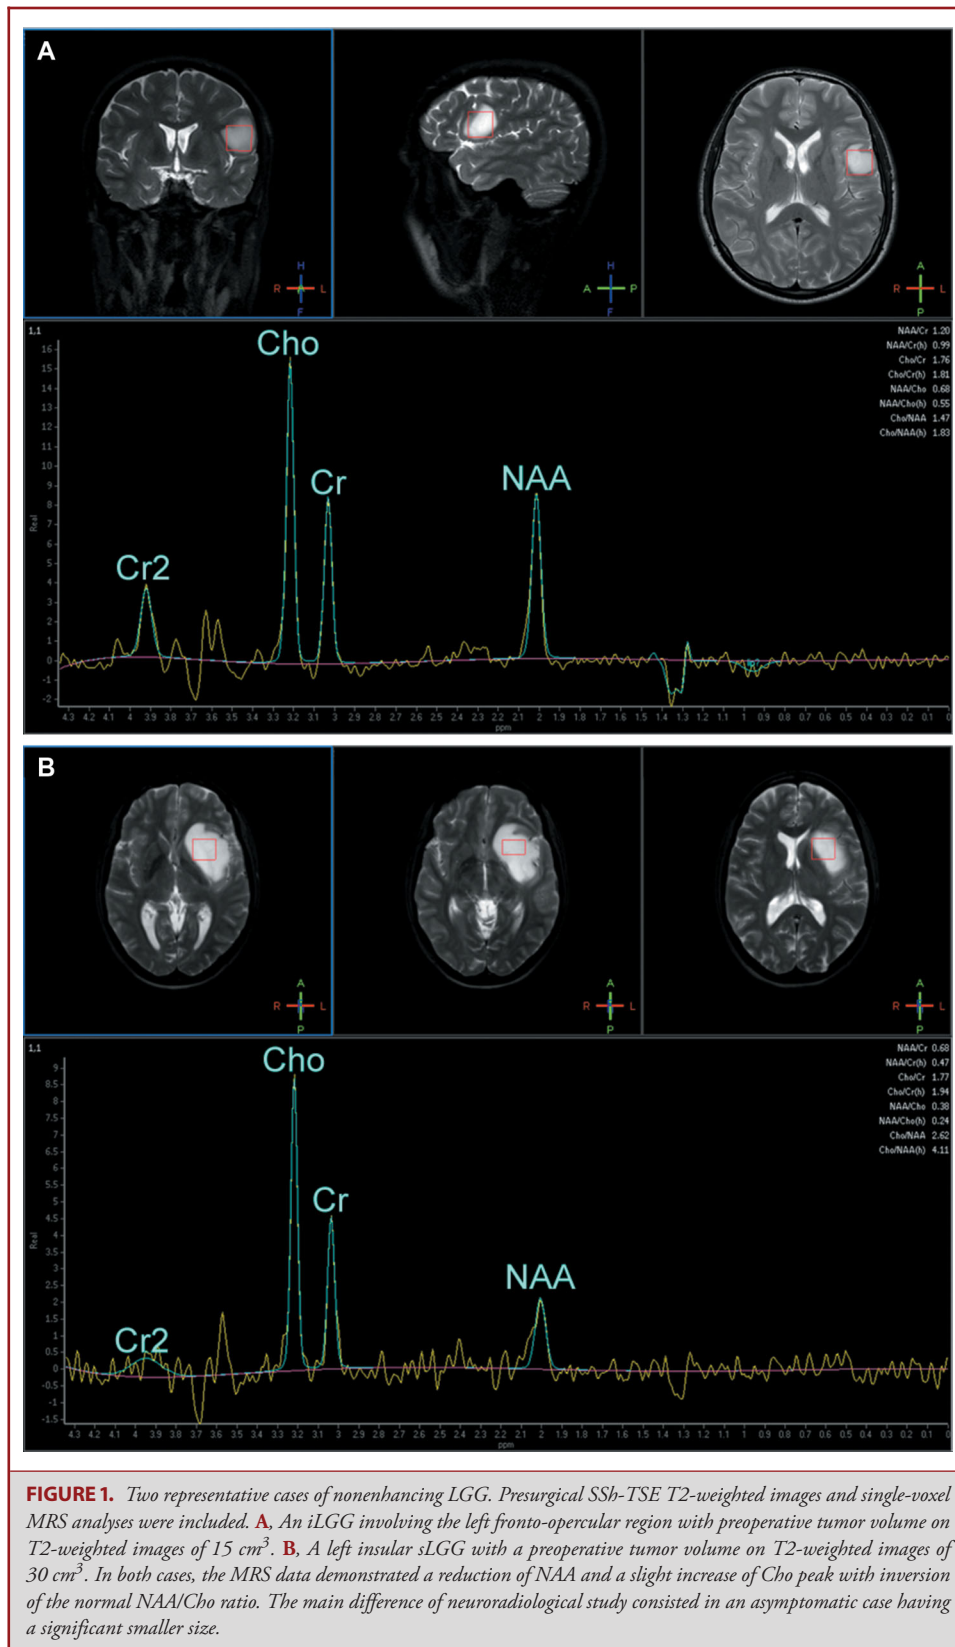 A
H
R L
F
H
A P
F
A
R L
P
1,1
NAA/Cr 1.20
NAA/Cr(h) 0.99
Cho/Cr 1.76
Cho/Cr(h) 1.81
NAA/Cho 0.68
NAA/Cho(h) 0.55
Cho/NAA 1.47
Cho/NAA(h) 1.83
Cho
Cr
NAA
Cr2
Real
16
15
14
13
12
11
10
9
8
7
6
5
4
3
2
1
0
-1
-2
4.3 4.2 4.1 4 3.9 3.8 3.7 3.6 3.5 3.4 3.3 3.2 3.1 3 2.9 2.8 2.7 2.6 2.5 2.4 2.3 2.2 2.1 2 1.9 1.8 1.7 1.6 1.5 1.4 1.3 1.2 1.1 1 0.9 0.8 0.7 0.6 0.5 0.4 0.3 0.2 0.1 0
ppm
B
A
R L
P
A
R L
P
A
R L
P
1,1
NAA/Cr 0.68
NAA/Cr(h) 0.47
Cho/Cr 1.77
Cho/Cr(h) 1.94
NAA/Cho 0.38
NAA/Cho(h) 0.24
Cho/NAA 2.62
Cho/NAA(h) 4.11
Cho
Cr
NAA
Cr2
Real
9
8.5
8
7.5
7
6.5
6
5.5
5
4.5
4
3.5
3
2.5
2
1.5
1
0.5
0
-0.5
-1
-1.5
4.3 4.2 4.1 4 3.9 3.8 3.7 3.6 3.5 3.4 3.3 3.2 3.1 3 2.9 2.8 2.7 2.6 2.5 2.4 2.3 2.2 2.1 2 1.9 1.8 1.7 1.6 1.5 1.4 1.3 1.2 1.1 1 0.9 0.8 0.7 0.6 0.5 0.4 0.3 0.2 0.1 0
ppm
FIGURE 1. Two representative cases of nonenhancing LGG. Presurgical SSh-TSE T2-weighted images and single-voxel
MRS analyses were included. A, An iLGG involving the left fronto-opercular region with preoperative tumor volume on
T2-weighted images of 15 cm³. B, A left insular sLGG with a preoperative tumor volume on T2-weighted images of
30 cm³. In both cases, the MRS data demonstrated a reduction of NAA and a slight increase of Cho peak with inversion
of the normal NAA/Cho ratio. The main difference of neuroradiological study consisted in an asymptomatic case having
a significant smaller size.